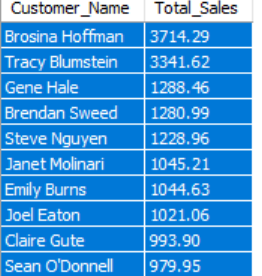 Customer_Name Total_Sales
Brosina Hoffman 3714.29
Tracy Blumstein 3341.62
Gene Hale 1288.46
Brendan Sweed 1280.99
Steve Nguyen 1228.96
Janet Molinari 1045.21
Emily Burns 1044.63
Joel Eaton 1021.06
Claire Gute 993.90
Sean O'Donnell 979.95